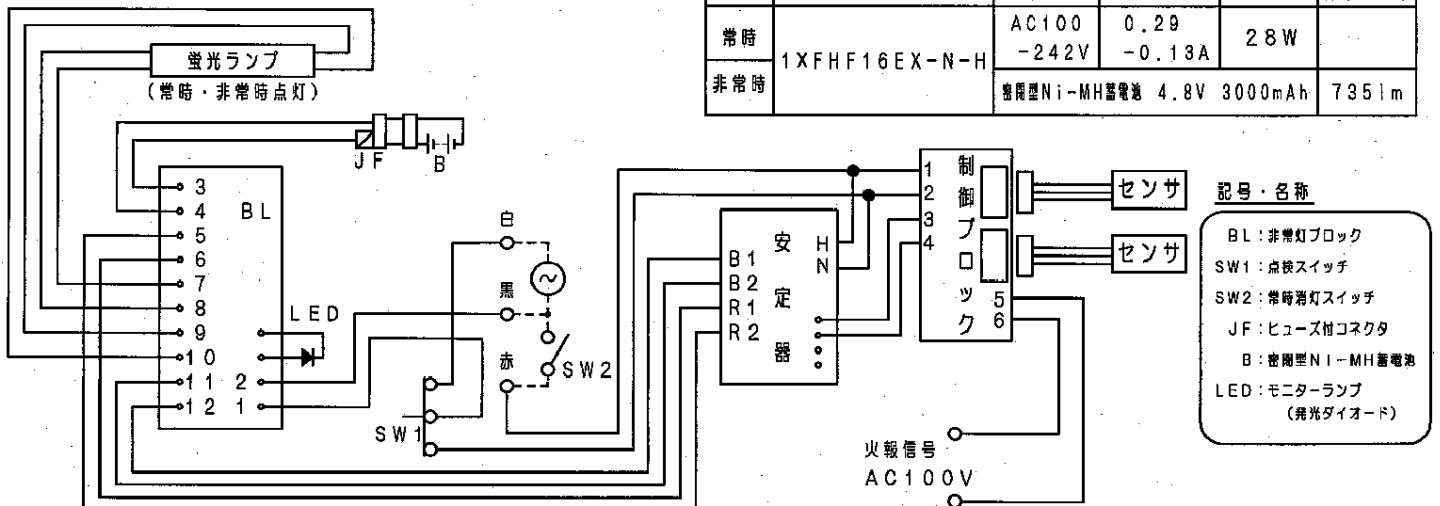 常時
1XFHF16EX-N-H
AC100
-242V
0.29
-0.13A
28W
非常時
密閉型Ni-MH蓄電池 4.8V 3000mAh
735lm
蛍光ランプ
(常時・非常時点灯)
JF
B
BL
3
4
5
6
7
8
9
10
11
12
2
1
LED
白
黒
赤
SW2
SW1
安定器
H
N
B1
B2
R1
R2
制御ブロック
1
2
3
4
5
6
センサ
センサ
火報信号
AC100V
記号・名称
BL:非常灯ブロック
SW1:点検スイッチ
SW2:常時消灯スイッチ
JF:ヒューズ付コネクタ
B:密閉型NI-MH蓄電池
LED:モニターランプ
(発光ダイオード)